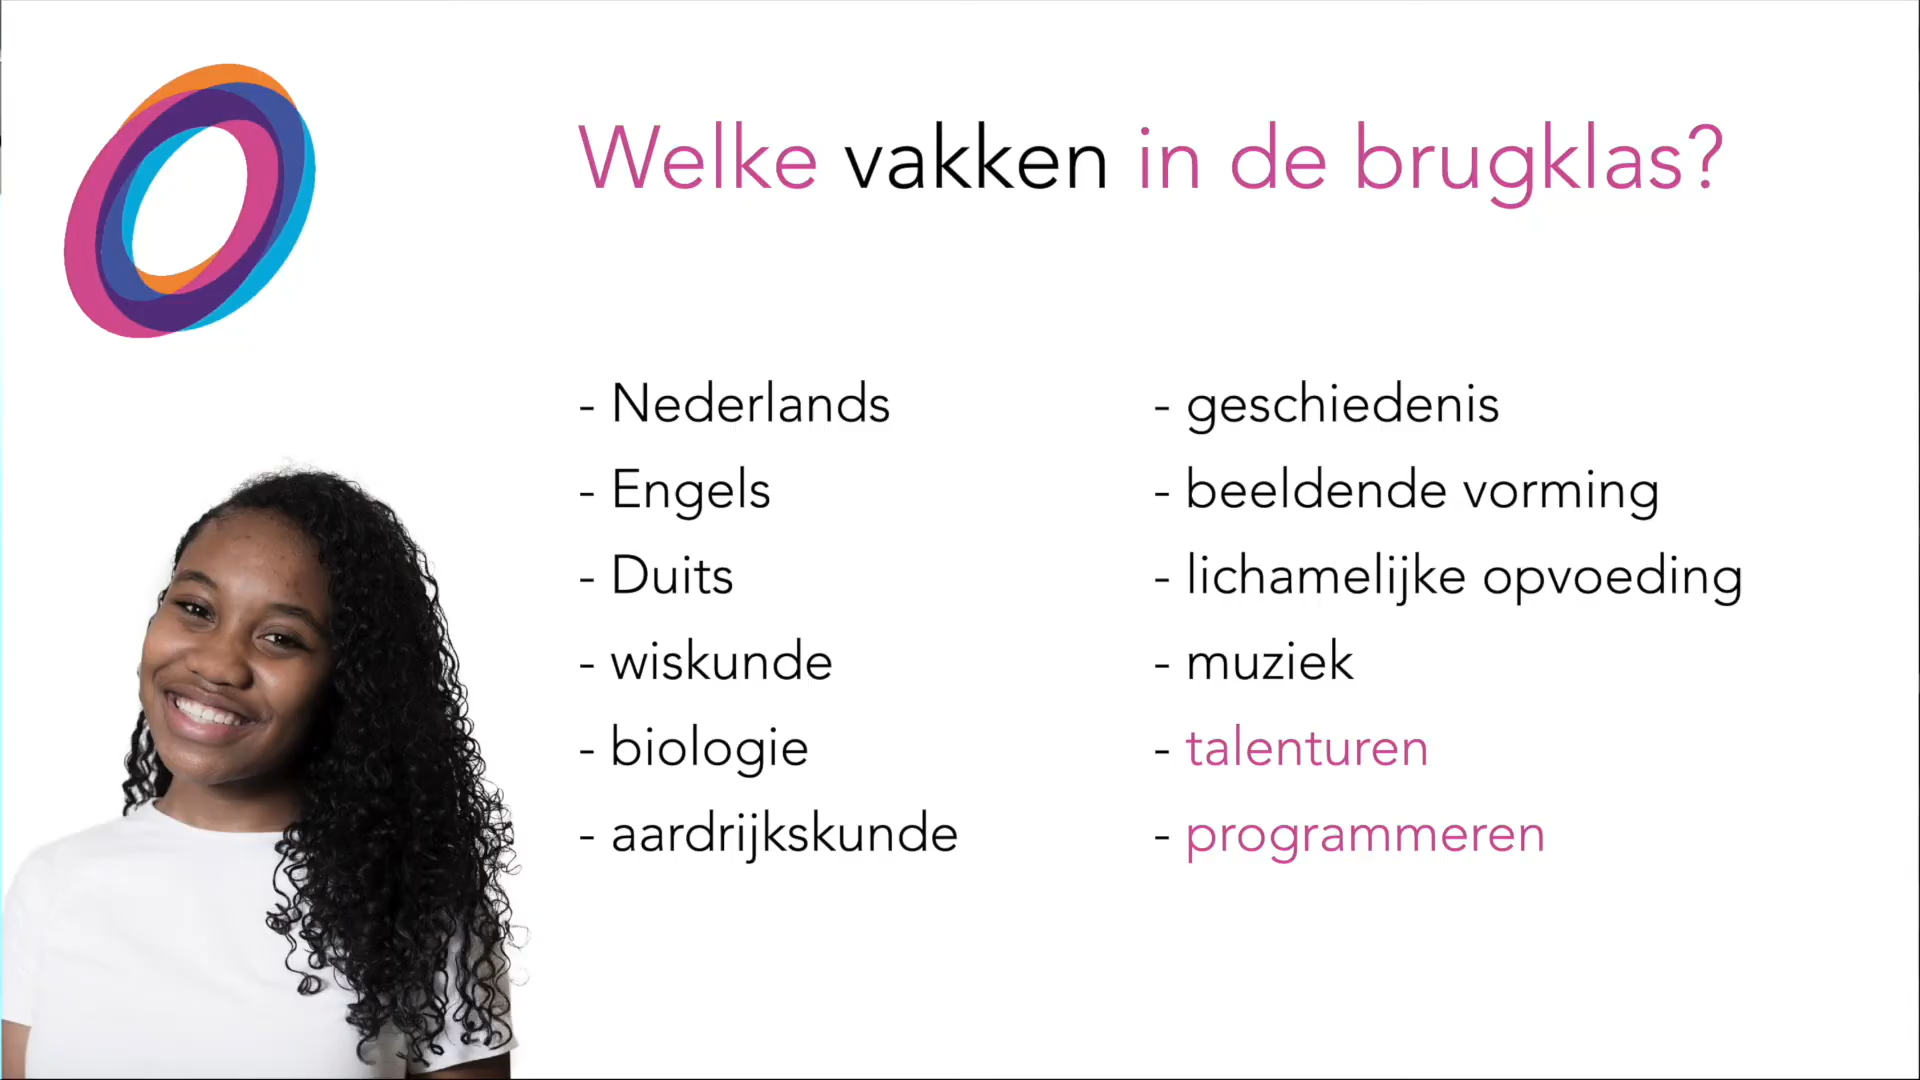 Welke vakken in de brugklas?
- Nederlands
- Engels
- Duits
- wiskunde
- biologie
- aardrijkskunde
- geschiedenis
- beeldende vorming
- lichamelijke opvoeding
- muziek
- talenturen
- programmeren